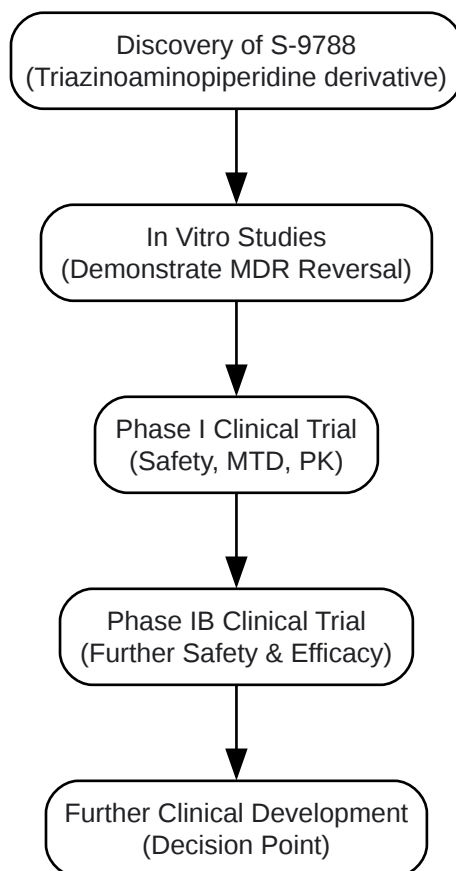 Discovery of S-9788
(Triazinoaminopiperidine derivative)
In Vitro Studies
(Demonstrate MDR Reversal)
Phase I Clinical Trial
(Safety, MTD, PK)
Phase IB Clinical Trial
(Further Safety & Efficacy)
Further Clinical Development
(Decision Point)